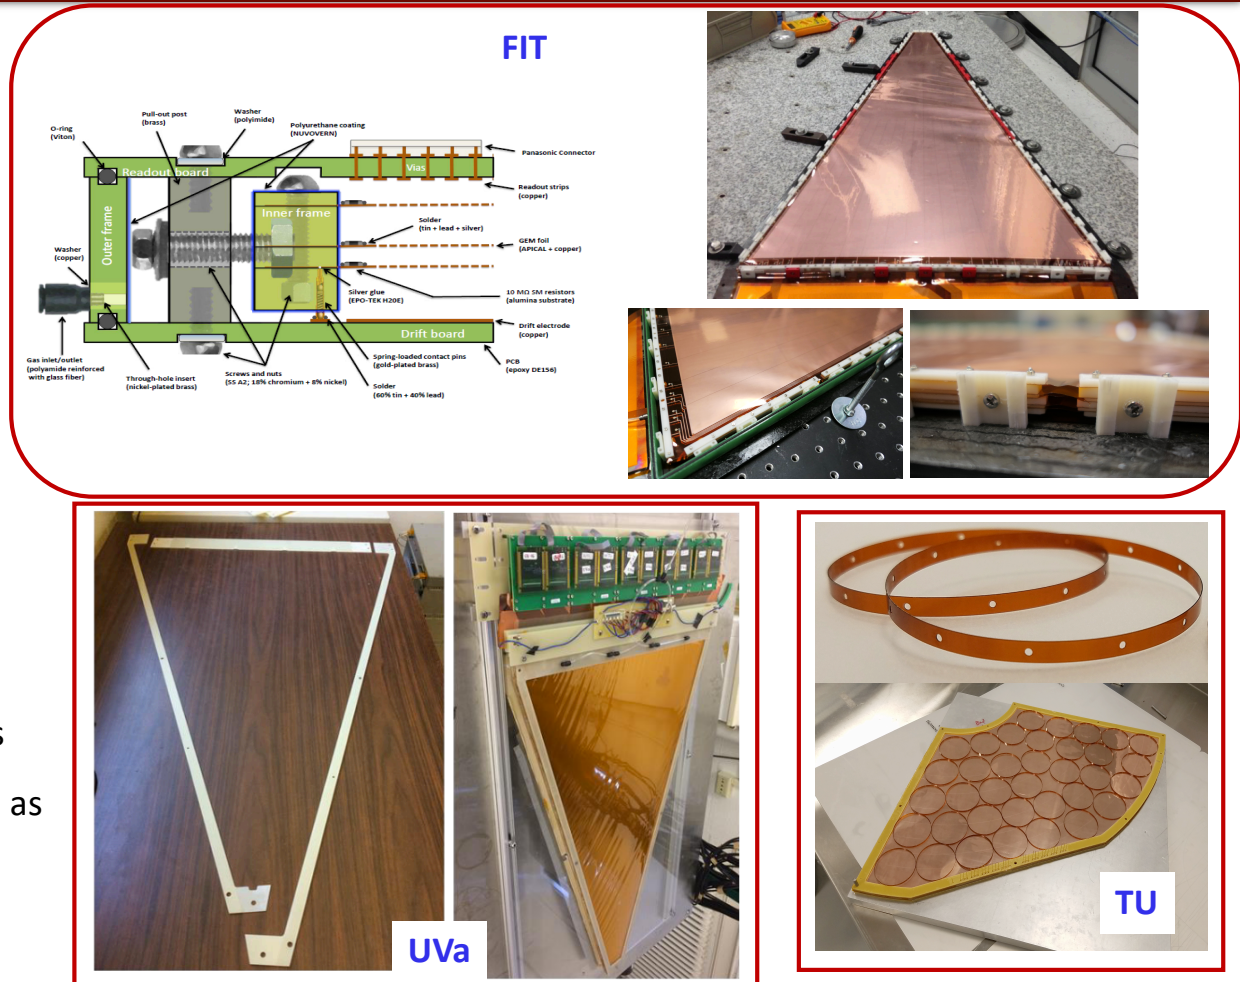 FIT
Pull-out post
(brass)
Washer
(polyimide)
O-ring
(Viton)
Polyurethane coating
(NUVOVERN)
Panasonic Connector
Readout board
Vias
Readout strips
(copper)
Inner frame
Outer frame
Solder
(tin + lead + silver)
GEM foil
(APICAL + copper)
Washer
(copper)
Silver glue
(EPO-TEK H20E)
10 MΩ SM resistors
(alumina substrate)
Drift board
Drift electrode
(copper)
Gas inlet/outlet
(polyamide reinforced
with glass fiber)
Through-hole insert
(nickel-plated brass)
Screws and nuts
(SS A2; 18% chromium + 8% nickel)
Spring-loaded contact pins
(gold-plated brass)
Solder
(60% tin + 40% lead)
PCB
(epoxy DE156)
s
as
UVa
TU